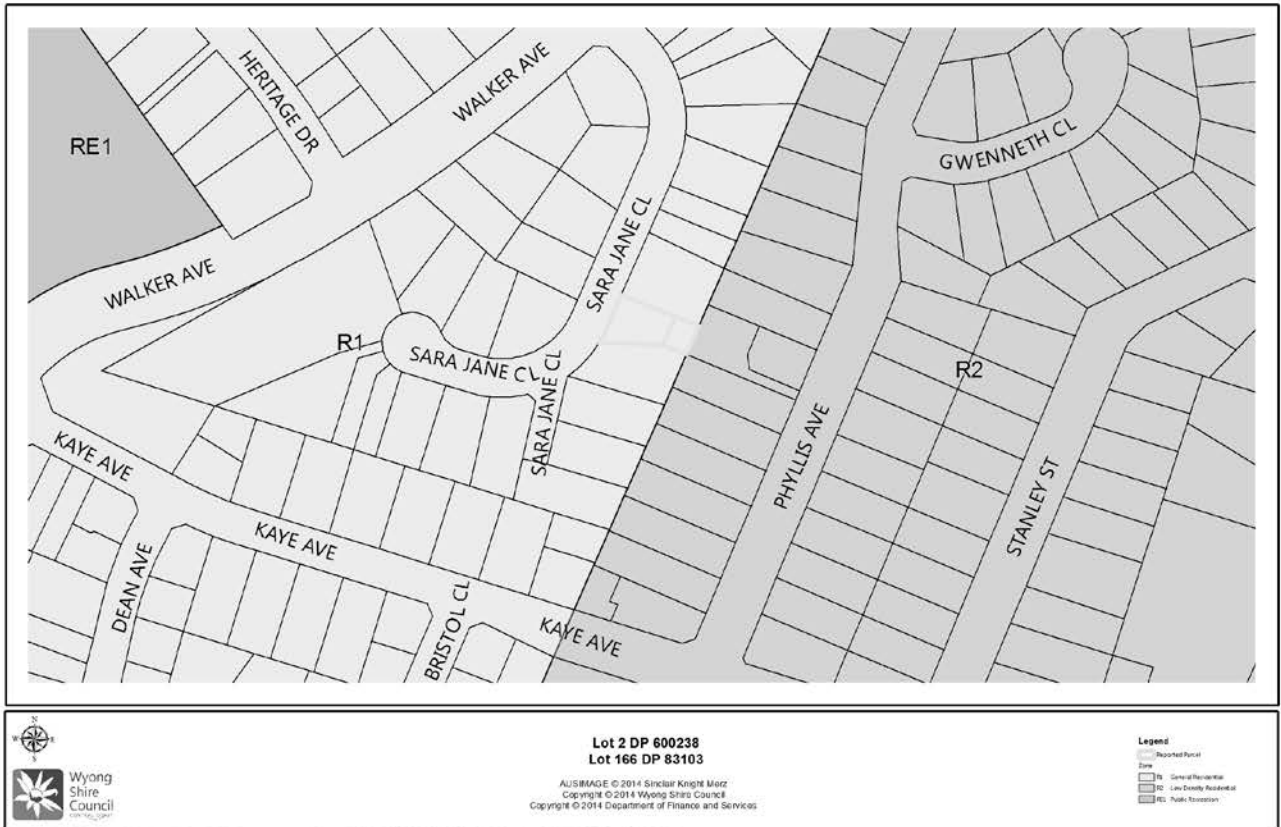 HERITAGE DR
WALKER AVE
RE1
GWENNETH CL
SARA JANE CL
WALKER AVE
R1
SARA JANE CL
SARA JANE CL
R2
KAYE AVE
PHYLLIS AVE
STANLEY ST
KAYE AVE
DEAN AVE
BRISTOL CL
KAYE AVE
N
W
E
S
Wyong
Shire
Council
CENTRAL COAST
Lot 2 DP 600238
Lot 166 DP 83103
AUSIMAGE © 2014 Sinclair Knight Merz
Copyright © 2014 Wyong Shire Council
Copyright © 2014 Department of Finance and Services
Legend
Reported Parcel
Zone
R1 General Residential
R2 Low Density Residential
RE1 Public Recreation